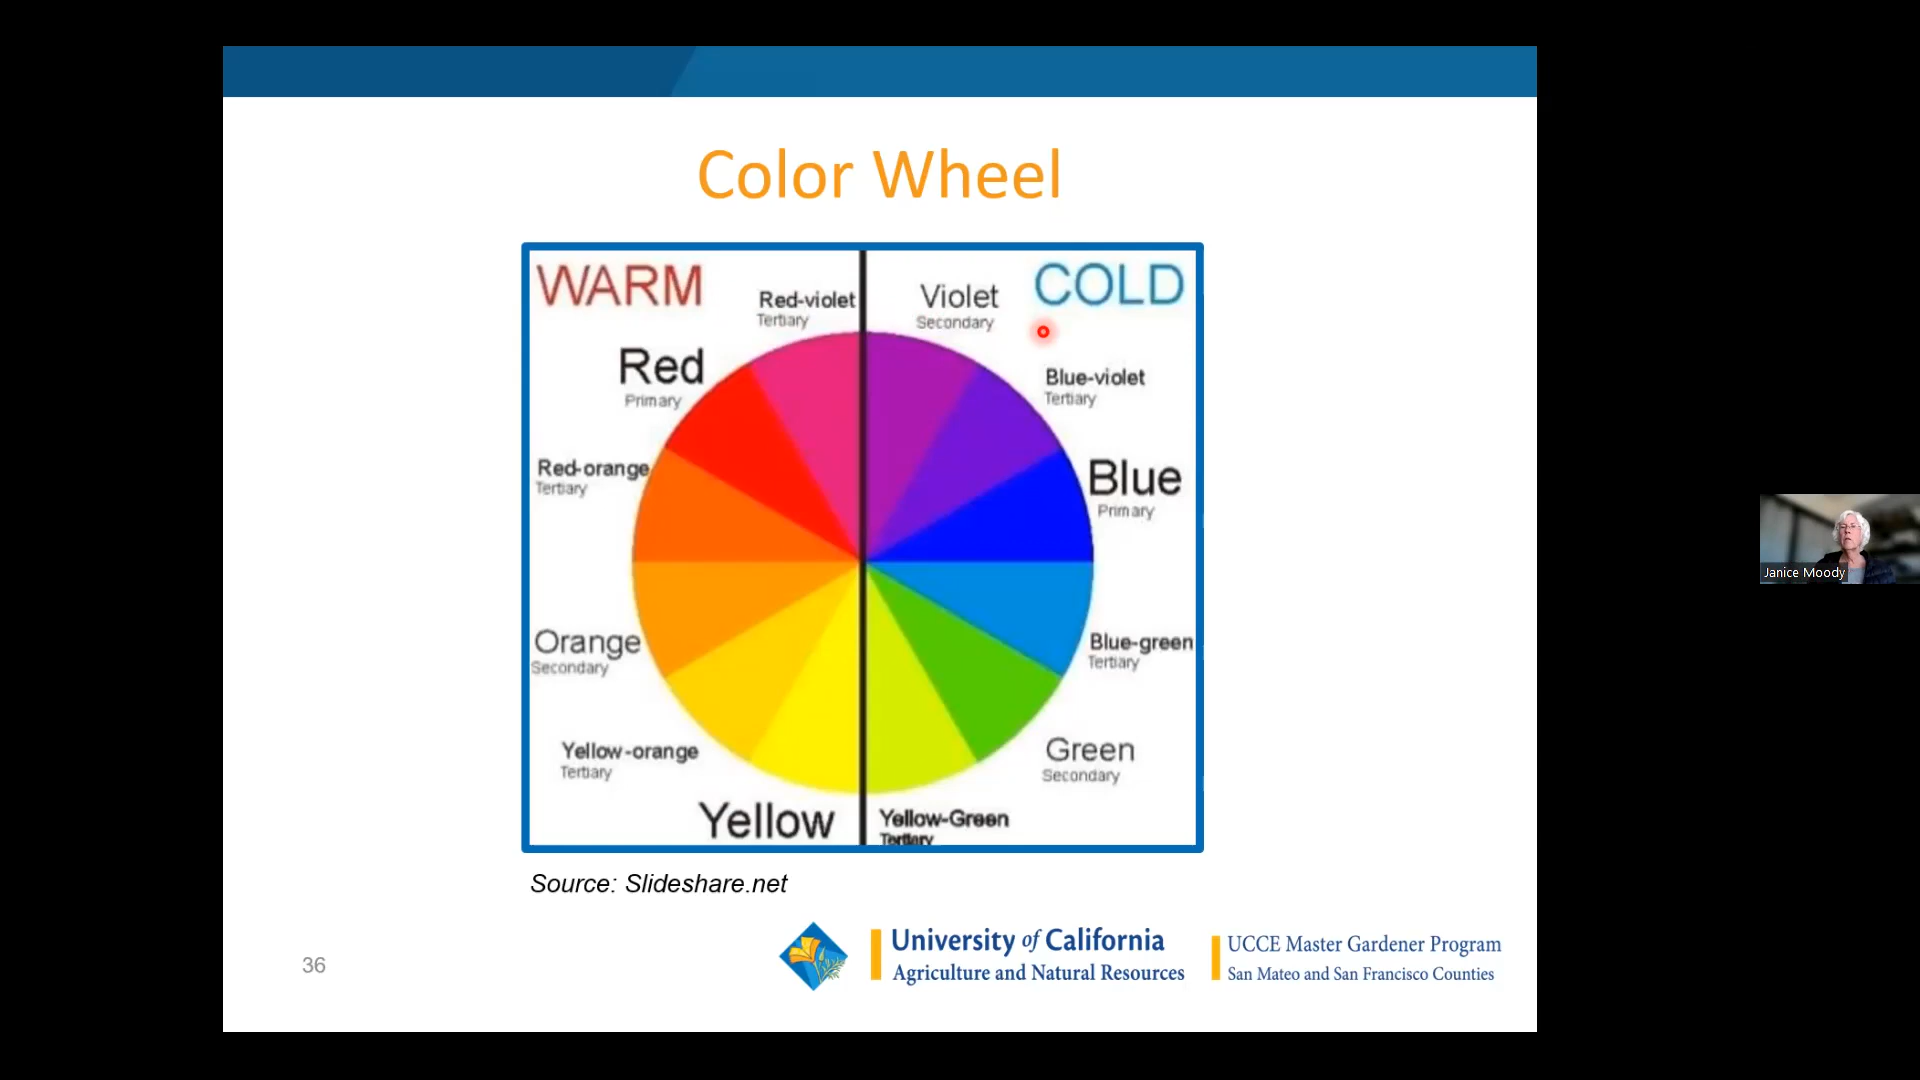 Color Wheel
WARM
COLD
Red-violet
Tertiary
Violet
Secondary
Red
Primary
Blue-violet
Tertiary
Red-orange
Tertiary
Blue
Primary
Orange
Secondary
Blue-green
Tertiary
Yellow-orange
Tertiary
Green
Secondary
Yellow
Yellow-Green
Tertiary
Source: Slideshare.net
36
University of California
Agriculture and Natural Resources
UCCE Master Gardener Program
San Mateo and San Francisco Counties
Janice Moody